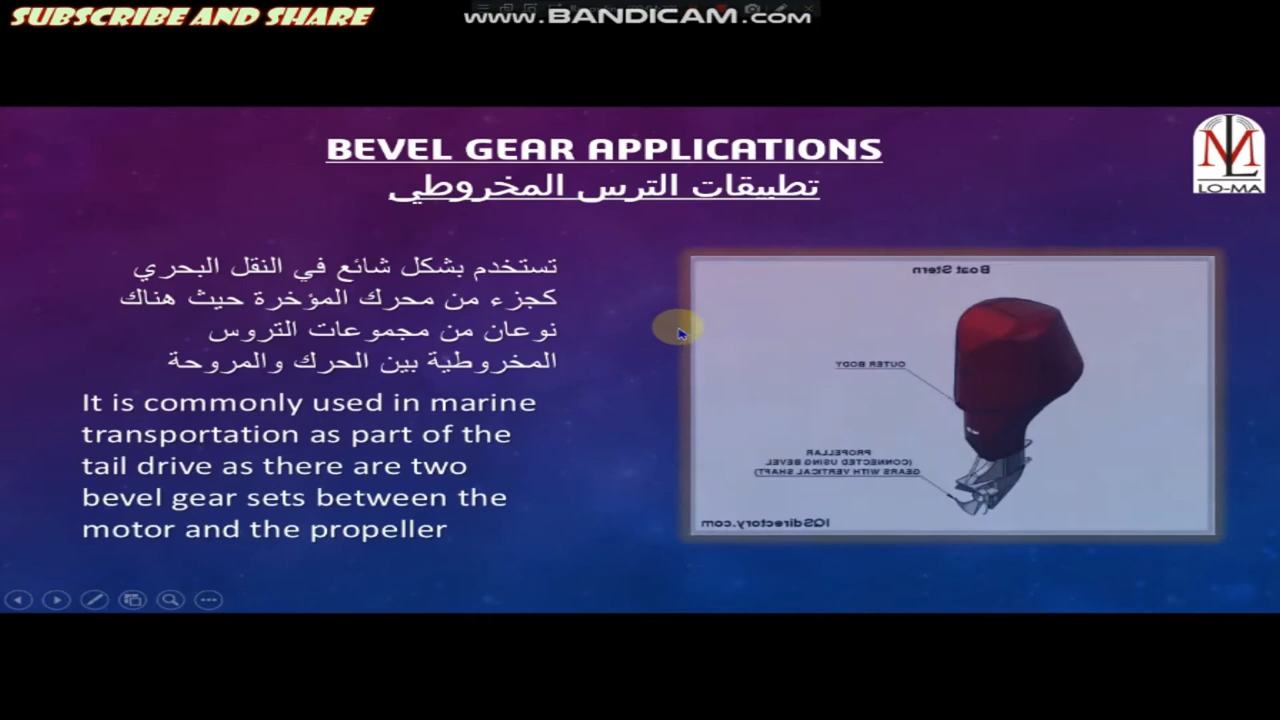 SUBSCRIBE AND SHARE
www.BANDICAM.com
BEVEL GEAR APPLICATIONS
تطبيقات الترس المخروطي
LO-MA
تستخدم بشكل شائع في النقل البحري
كجزء من محرك المؤخرة حيث هناك
نوعان من مجموعات التروس
المخروطية بين الحرك والمروحة
It is commonly used in marine
transportation as part of the
tail drive as there are two
bevel gear sets between the
motor and the propeller
Boat Stern
OUTER BODY
PROPELLAR
(CONNECTED USING BEVEL
GEARS WITH VERTICAL SHAFT)
IQSdirectory.com